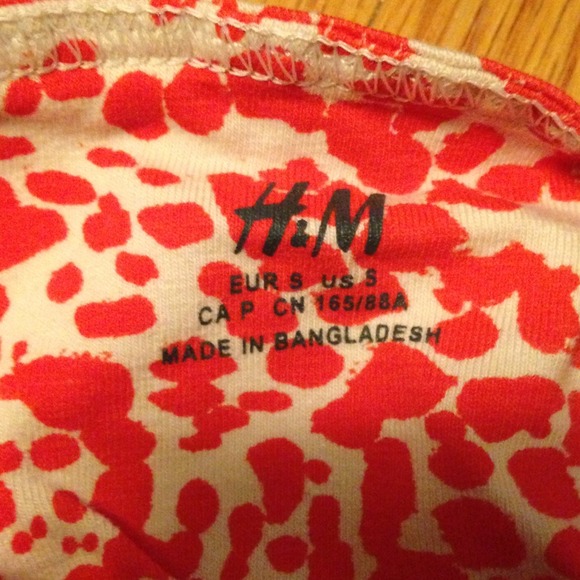 H&M
EUR S US S
CA P CN 165/88A
MADE IN BANGLADESH